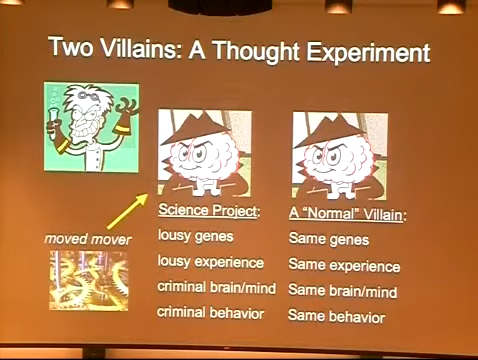 Two Villains: A Thought Experiment
Science Project:
lousy genes
lousy experience
criminal brain/mind
criminal behavior
A "Normal" Villain:
Same genes
Same experience
Same brain/mind
Same behavior
moved mover